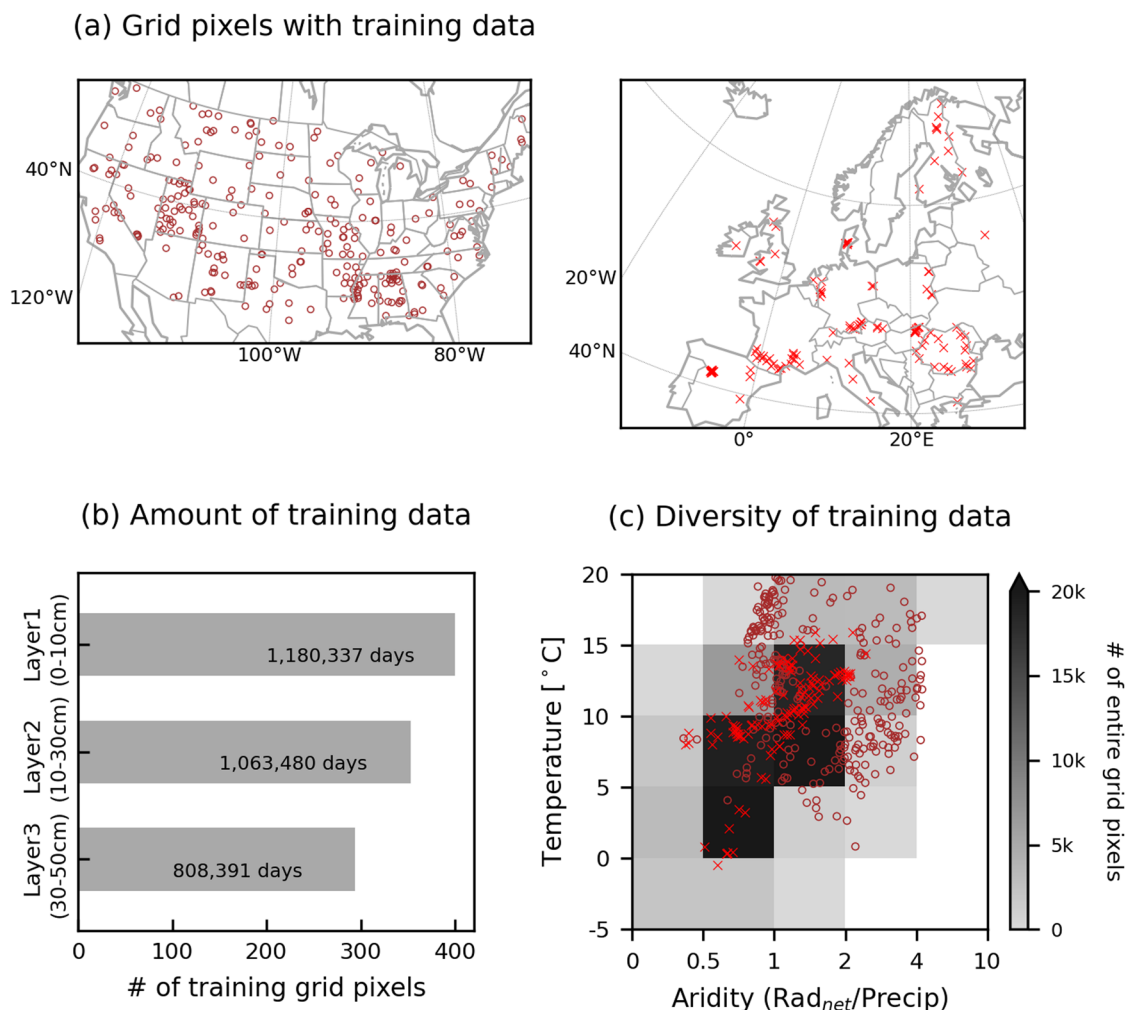 (a) Grid pixels with training data
40°N
120°W
100°W
80°W
20°W
40°N
0°
20°E
(b) Amount of training data
Layer1
(0-10cm)
1,180,337 days
Layer2
(10-30cm)
1,063,480 days
Layer3
(30-50cm)
808,391 days
0 100 200 300 400
# of training grid pixels
(c) Diversity of training data
Temperature [°C]
20
15
10
5
0
-5
0 0.5 1 2 4 10
Aridity (Rad_net/Precip)
20k
15k
10k
5k
0
# of entire
grid pixels